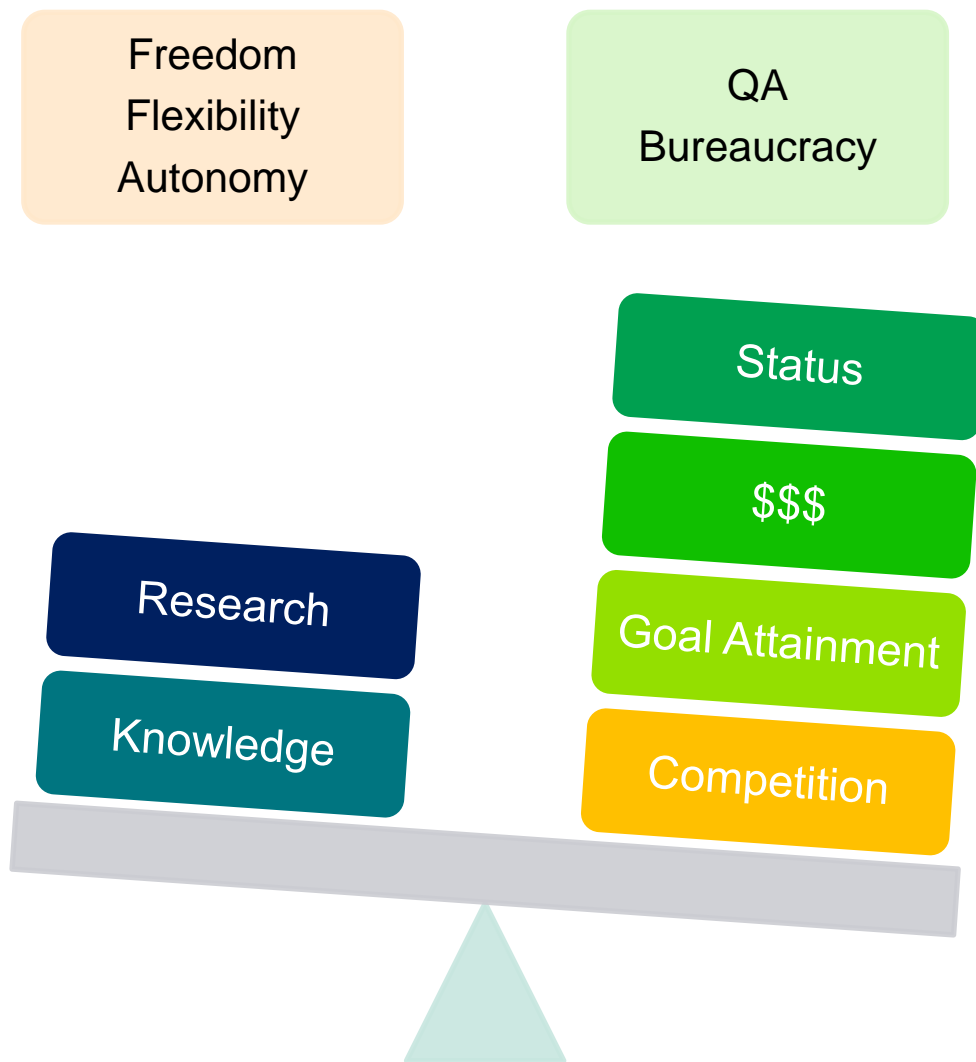 Freedom
Flexibility
Autonomy
QA
Bureaucracy
Status
$$$
Goal Attainment
Competition
Research
Knowledge